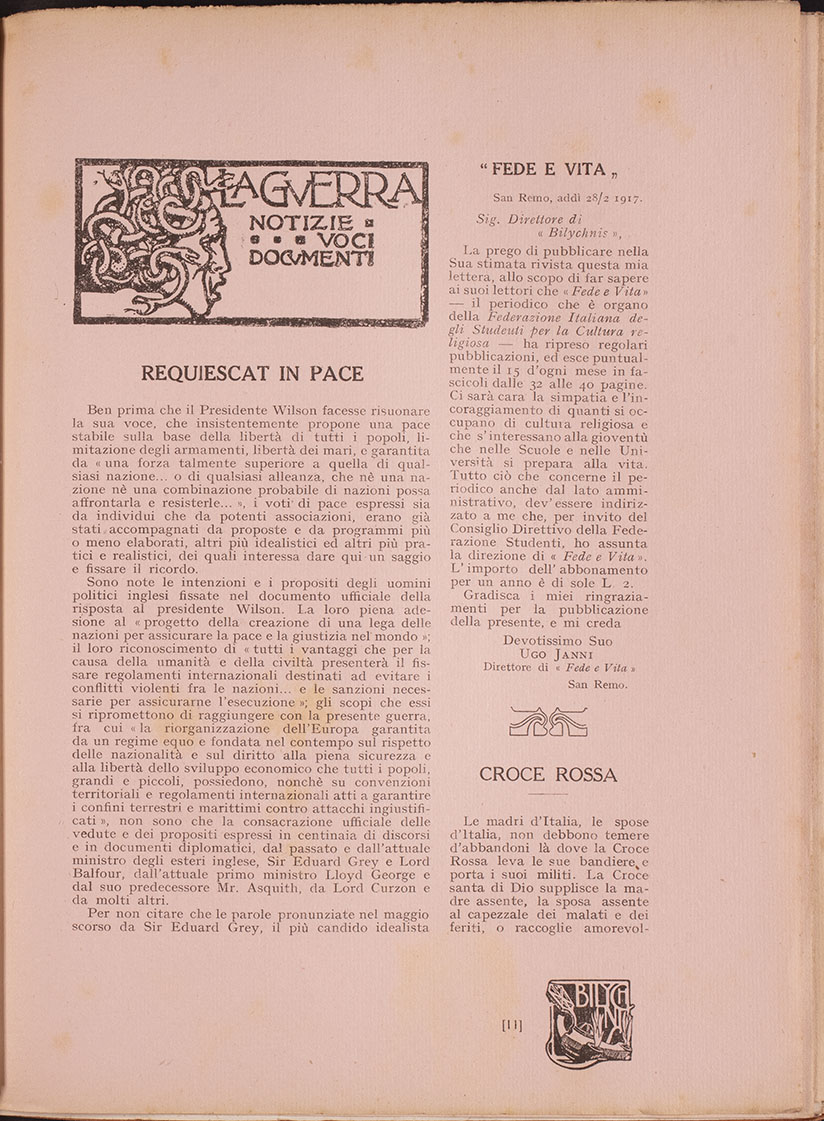 LA GVERRA
NOTIZIE
VOCI
DOCVMENTI
REQUIESCAT IN PACE
Ben prima che il Presidente Wilson facesse risuonare
la sua voce, che insistentemente propone una pace
stabile sulla base della libertà di tutti i popoli, li-
mitazione degli armamenti, libertà dei mari, e garantita
da « una forza talmente superiore a quella di qual-
siasi nazione... o di qualsiasi alleanza, che nè una na-
zione nè una combinazione probabile di nazioni possa
affrontarla e resisterle... », i voti di pace espressi sia
da individui che da potenti associazioni, erano già
stati accompagnati da proposte e da programmi più
o meno elaborati, altri più idealistici ed altri più pra-
tici e realistici, dei quali interessa dare qui un saggio
e fissare il ricordo.
Sono note le intenzioni e i propositi degli uomini
politici inglesi fissate nel documento ufficiale della
risposta al presidente Wilson. La loro piena ade-
sione al « progetto della creazione di una lega delle
nazioni per assicurare la pace e la giustizia nel mondo »;
il loro riconoscimento di « tutti i vantaggi che per la
causa della umanità e della civiltà presenterà il fis-
sare regolamenti internazionali destinati ad evitare i
conflitti violenti fra le nazioni... e le sanzioni neces-
sarie per assicurarne l'esecuzione »; gli scopi che essi
si ripromettono di raggiungere con la presente guerra,
fra cui « la riorganizzazione dell'Europa garantita
da un regime equo e fondata nel contempo sul rispetto
delle nazionalità e sul diritto alla piena sicurezza e
alla libertà dello sviluppo economico che tutti i popoli,
grandi e piccoli, possiedono, nonchè su convenzioni
territoriali e regolamenti internazionali atti a garantire
i confini terrestri e marittimi contro attacchi ingiustifi-
cati », non sono che la consacrazione ufficiale delle
vedute e dei propositi espressi in centinaia di discorsi
e in documenti diplomatici, dal passato e dall'attuale
ministro degli esteri inglese, Sir Eduard Grey e Lord
Balfour, dall'attuale primo ministro Lloyd George e
dal suo predecessore Mr. Asquith, da Lord Curzon e
da molti altri.
Per non citare che le parole pronunziate nel maggio
scorso da Sir Eduard Grey, il più candido idealista
“ FEDE E VITA „
San Remo, addì 28/2 1917.
Sig. Direttore di
« Bilychnis »,
La prego di pubblicare nella
Sua stimata rivista questa mia
lettera, allo scopo di far sapere
ai suoi lettori che « Fede e Vita »
— il periodico che è organo
della Federazione Italiana de-
gli Studeuti per la Cultura re-
ligiosa — ha ripreso regolari
pubblicazioni, ed esce puntual-
mente il 15 d'ogni mese in fa-
scicoli dalle 32 alle 40 pagine.
Ci sarà cara la simpatia e l'in-
coraggiamento di quanti si oc-
cupano di cultura religiosa e
che s'interessano alla gioventù
che nelle Scuole e nelle Uni-
versità si prepara alla vita.
Tutto ciò che concerne il pe-
riodico anche dal lato ammi-
nistrativo, dev'essere indiriz-
zato a me che, per invito del
Consiglio Direttivo della Fede-
razione Studenti, ho assunta
la direzione di « Fede e Vita ».
L'importo dell'abbonamento
per un anno è di sole L 2.
Gradisca i miei ringrazia-
menti per la pubblicazione
della presente, e mi creda
Devotissimo Suo
UGO JANNI
Direttore di « Fede e Vita »
San Remo.
CROCE ROSSA
Le madri d'Italia, le spose
d'Italia, non debbono temere
d'abbandoni là dove la Croce
Rossa leva le sue bandiere e
porta i suoi militi. La Croce
santa di Dio supplisce la ma-
dre assente, la sposa assente
al capezzale dei malati e dei
feriti, o raccoglie amorevol-
[11]
BILYCHNIS